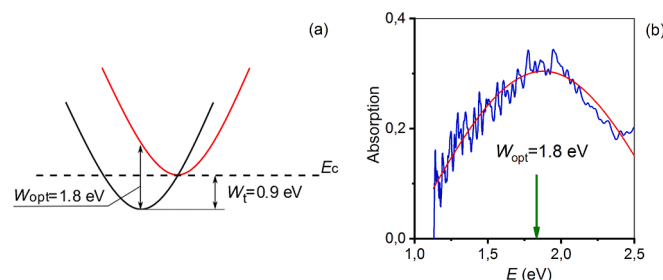 (a)
Ec
Wopt=1.8 eV
Wt=0.9 eV
(b)
0,4
0,2
0,0
Absorption
Wopt=1.8 eV
1,0 1,5 2,0 2,5
E (eV)